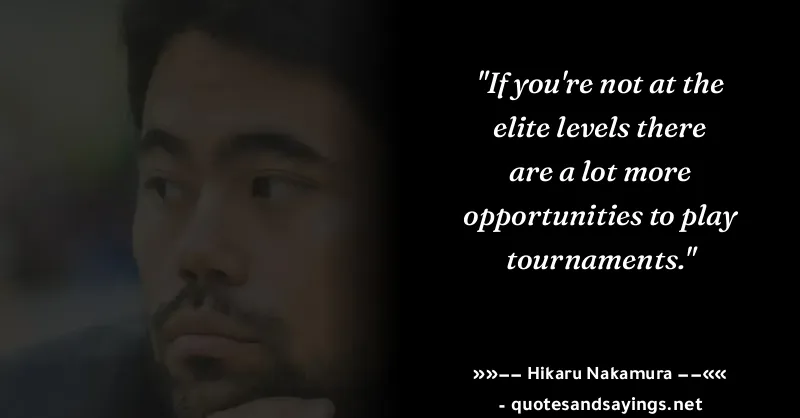 "If you're not at the
elite levels there
are a lot more
opportunities to play
tournaments."
»»–– Hikaru Nakamura ––««
- quotesandsayings.net